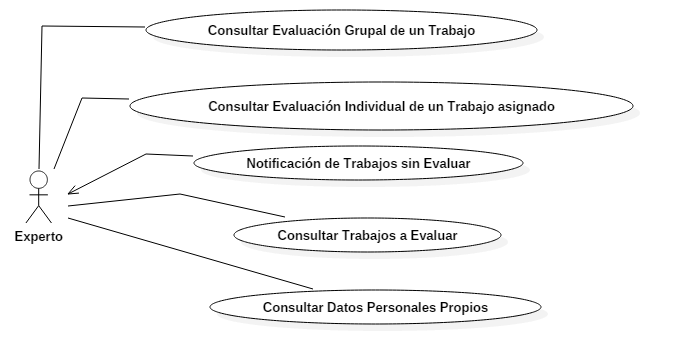 Consultar Evaluación Grupal de un Trabajo
Consultar Evaluación Individual de un Trabajo asignado
Notificación de Trabajos sin Evaluar
Experto
Consultar Trabajos a Evaluar
Consultar Datos Personales Propios